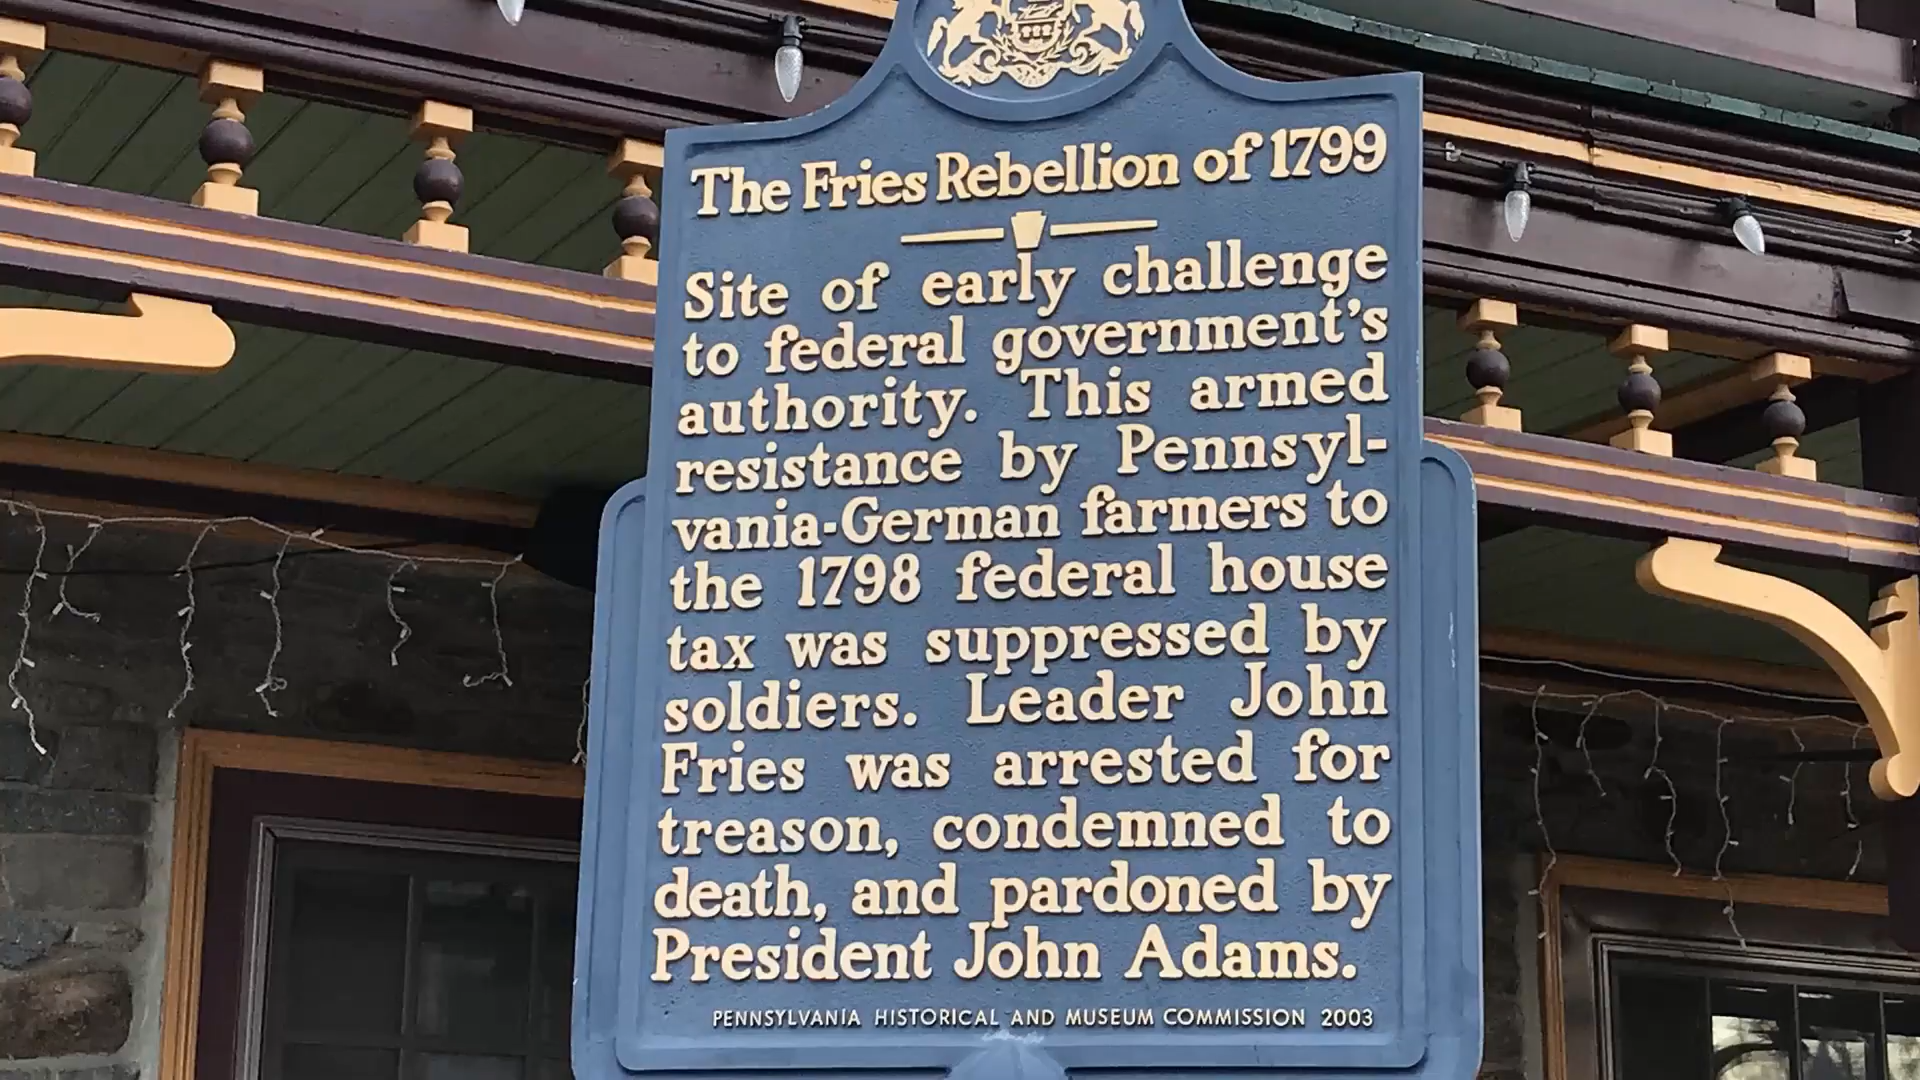 The Fries Rebellion of 1799
Site of early challenge
to federal government's
authority. This armed
resistance by Pennsyl-
vania-German farmers to
the 1798 federal house
tax was suppressed by
soldiers. Leader John
Fries was arrested for
treason, condemned to
death, and pardoned by
President John Adams.
PENNSYLVANIA HISTORICAL AND MUSEUM COMMISSION 2003